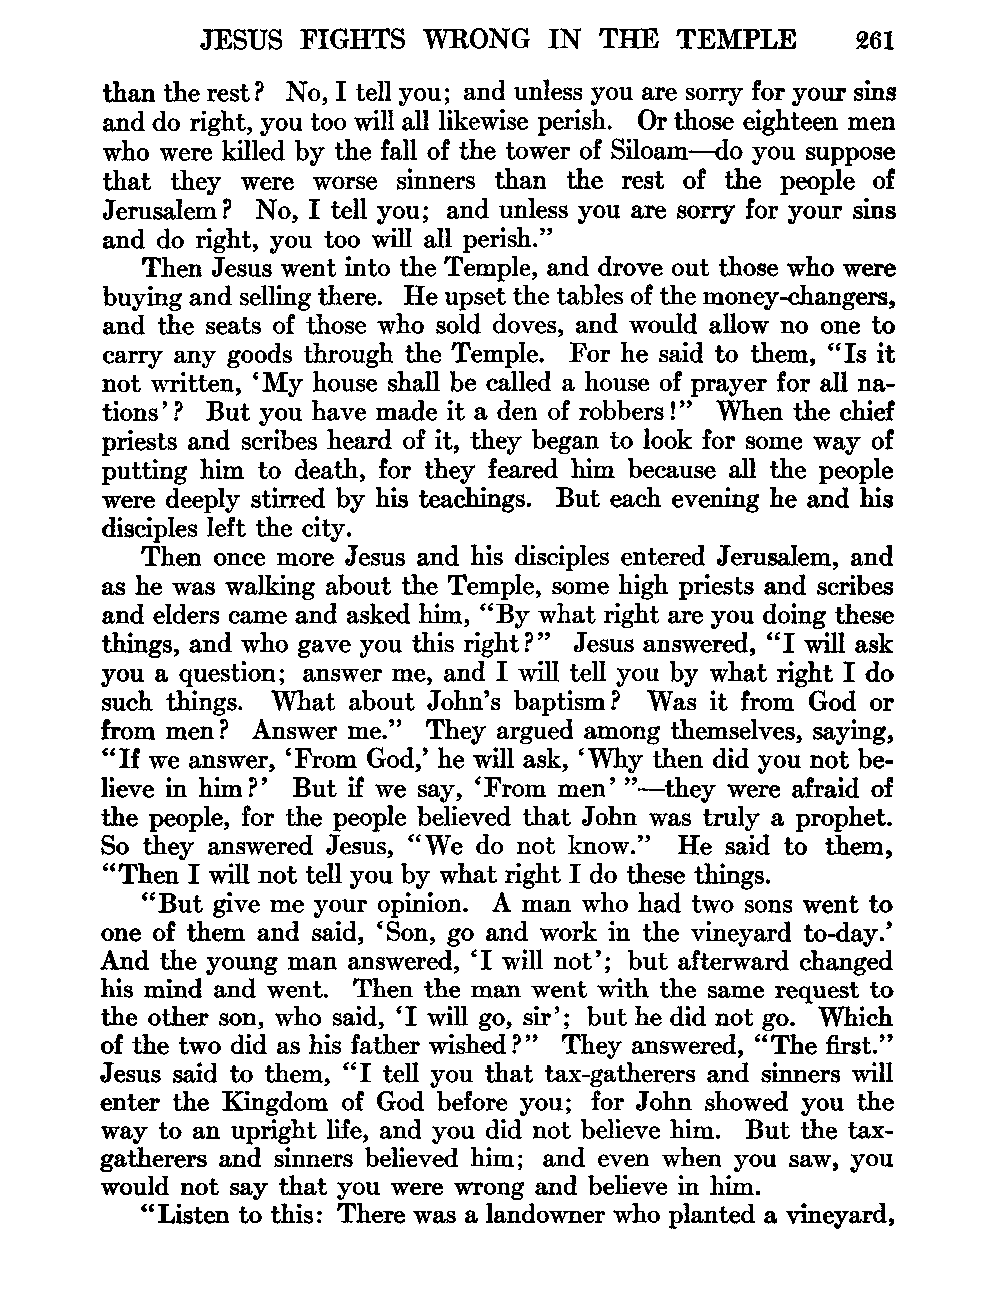 JESUS FIGHTS WRONG IN THE TEMPLE 261
than the rest? No, I tell you; and unless you are sorry for your sins
and do right, you too will all likewise perish. Or those eighteen men
who were killed by the fall of the tower of Siloam—do you suppose
that they were worse sinners than the rest of the people of
Jerusalem? No, I tell you; and unless you are sorry for your sins
and do right, you too will all perish.”
Then Jesus went into the Temple, and drove out those who were
buying and selling there. He upset the tables of the money-changers,
and the seats of those who sold doves, and would allow no one to
carry any goods through the Temple. For he said to them, “Is it
not written, ‘My house shall be called a house of prayer for all na-
tions’? But you have made it a den of robbers!” When the chief
priests and scribes heard of it, they began to look for some way of
putting him to death, for they feared him because all the people
were deeply stirred by his teachings. But each evening he and his
disciples left the city.
Then once more Jesus and his disciples entered Jerusalem, and
as he was walking about the Temple, some high priests and scribes
and elders came and asked him, “By what right are you doing these
things, and who gave you this right?” Jesus answered, “I will ask
you a question; answer me, and I will tell you by what right I do
such things. What about John’s baptism? Was it from God or
from men? Answer me.” They argued among themselves, saying,
“If we answer, ‘From God,’ he will ask, ‘Why then did you not be-
lieve in him?’ But if we say, ‘From men’ ”—they were afraid of
the people, for the people believed that John was truly a prophet.
So they answered Jesus, “We do not know.” He said to them,
“Then I will not tell you by what right I do these things.
“But give me your opinion. A man who had two sons went to
one of them and said, ‘Son, go and work in the vineyard to-day.’
And the young man answered, ‘I will not’; but afterward changed
his mind and went. Then the man went with the same request to
the other son, who said, ‘I will go, sir’; but he did not go. Which
of the two did as his father wished?” They answered, “The first.”
Jesus said to them, “I tell you that tax-gatherers and sinners will
enter the Kingdom of God before you; for John showed you the
way to an upright life, and you did not believe him. But the tax-
gatherers and sinners believed him; and even when you saw, you
would not say that you were wrong and believe in him.
“Listen to this: There was a landowner who planted a vineyard,